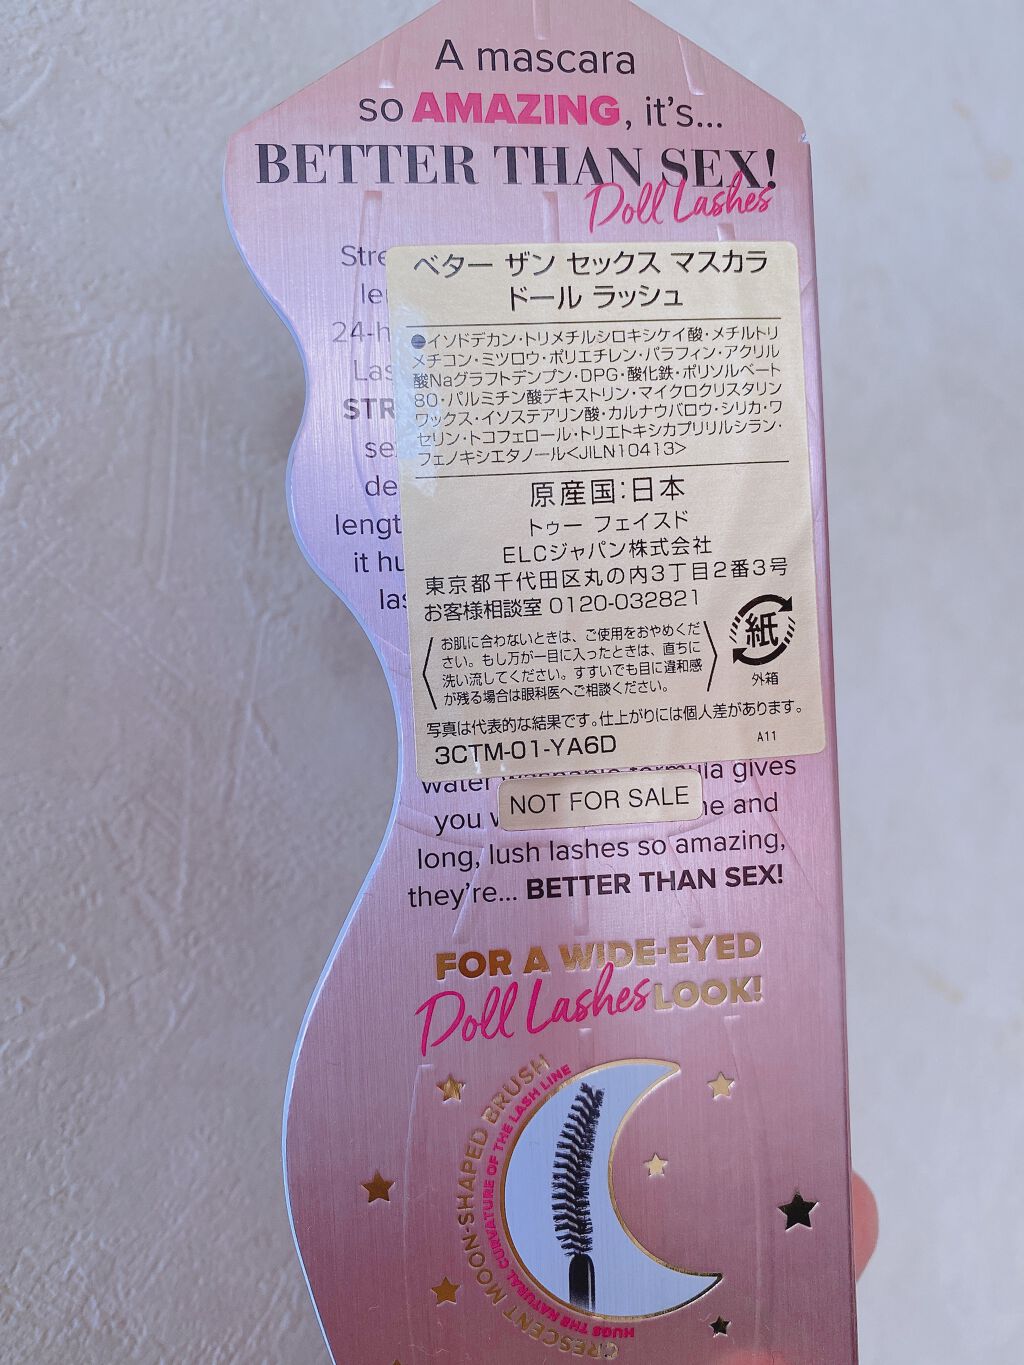 A mascara
so AMAZING, it's...
BETTER THAN SEX!
Doll Lashes
ベター ザン セックス マスカラ
ドール ラッシュ
●イソドデカン・トリメチルシロキシケイ酸・メチルトリ
メチコン・ミツロウ・ポリエチレン・パラフィン・アクリル
酸Naグラフトデンプン・DPG・酸化鉄・ポリソルベート
80・パルミチン酸デキストリン・マイクロクリスタリン
ワックス・イソステアリン酸・カルナウバロウ・シリカ・ワ
セリン・トコフェロール・トリエトキシカプリリルシラン・
フェノキシエタノール<JILN10413>
原産国:日本
トゥー フェイスド
ELCジャパン株式会社
東京都千代田区丸の内3丁目2番3号
お客様相談室 0120-032821
お肌に合わないときは、ご使用をおやめくだ
さい。もし万が一目に入ったときは、直ちに
洗い流してください。すすいでも目に違和感
が残る場合は眼科医へご相談ください。
紙
外箱
写真は代表的な結果です。仕上がりには個人差があります。
3CTM-01-YA6D
A11
water washable formula gives
you
NOT FOR SALE
and
long, lush lashes so amazing,
they're... BETTER THAN SEX!
FOR A WIDE-EYED
Doll Lashes LOOK!
CRESCENT MOON-SHAPED BRUSH
HUGS THE NATURAL CURVATURE OF THE LASH LINE